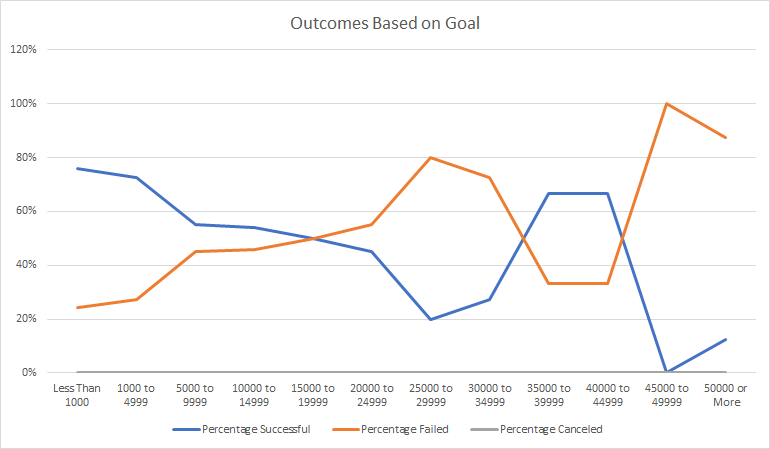 Outcomes Based on Goal
120%
100%
80%
60%
40%
20%
0%
Less Than
1000
1000 to
4999
5000 to
9999
10000 to
14999
15000 to
19999
20000 to
24999
25000 to
29999
30000 to
34999
35000 to
39999
40000 to
44999
45000 to
49999
50000 or
More
Percentage Successful
Percentage Failed
Percentage Canceled